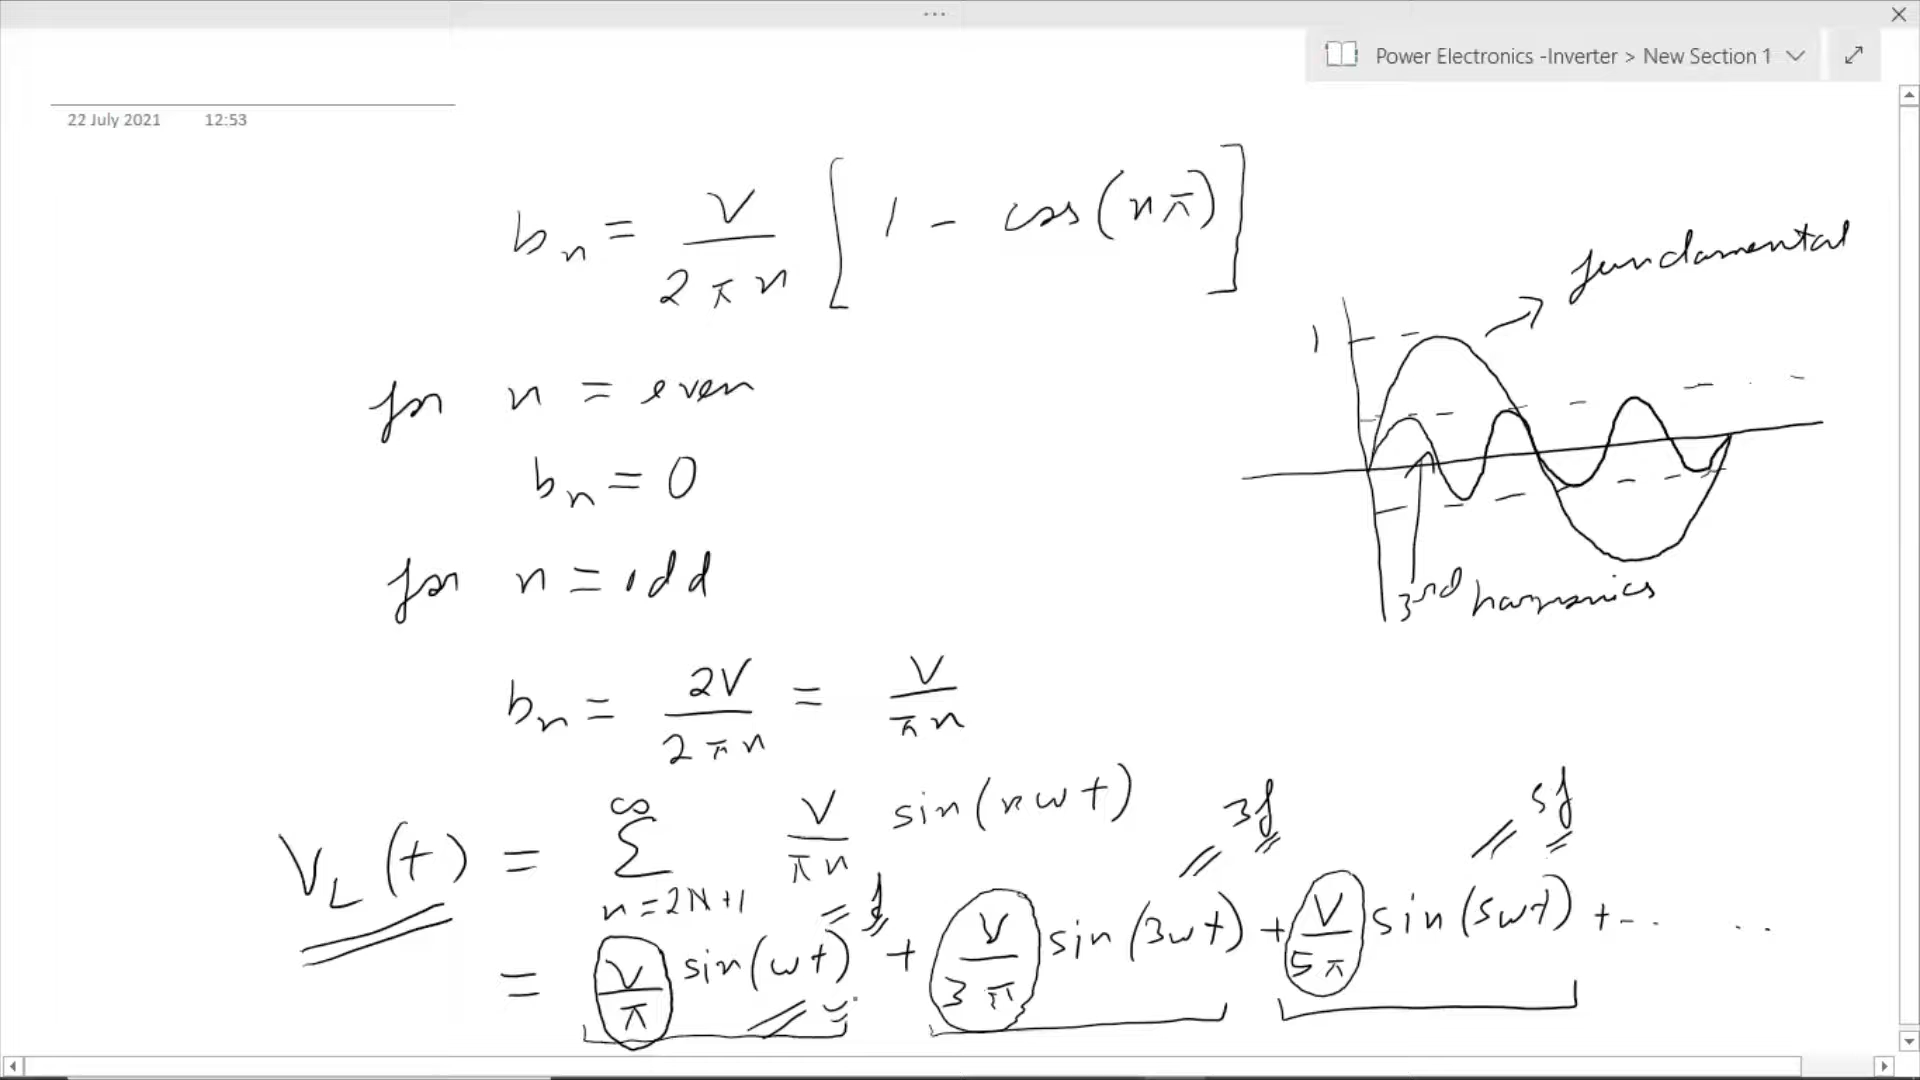 Power Electronics -Inverter > New Section 1
22 July 2021 12:53
bₙ = V / 2πn [ 1 - cos(nπ) ]
fundamental
1
for n = even
bₙ = 0
for n = odd
3rd harmonics
bₙ = 2V / 2πn = V / πn
V_L(t) = ∑_{n=2N+1}^{∞} V / πn sin(nωt)
f 3f 5f
= V/π sin(ωt) + V/3π sin(3ωt) + V/5π sin(5ωt) + -.. ..